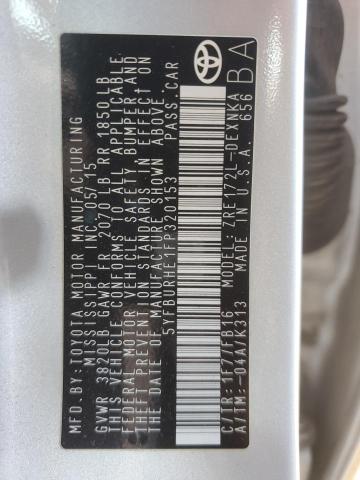 MFD.BY:TOYOTA MOTOR MANUFACTURING
MISSISSIPPI INC.05/15
GVWR 3820LB GAWR FR 2070 LB RR 1850LB
THIS VEHICLE CONFORMS TO ALL APPLICABLE
FEDERAL MOTOR VEHICLE SAFETY, BUMPER, AND
THEFT PREVENTION STANDARDS IN EFFECT ON
THE DATE OF MANUFACTURE SHOWN ABOVE.
5YFBURHE1FP320153 PASS.CAR
C/TR:1F7/FB16
A/TM:-04A/K313
MODEL:ZRE172L-DEXNKA
MADE IN U.S.A. 656
BA